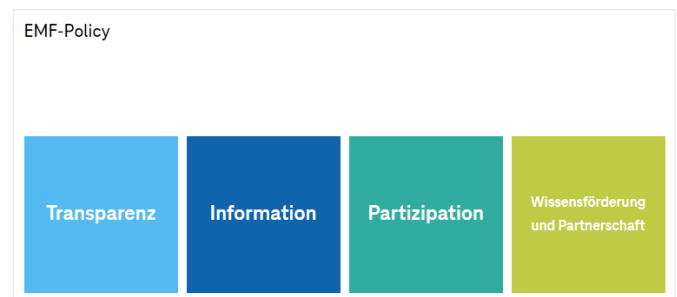 EMF-Policy
Transparenz
Information
Partizipation
Wissensförderung
und Partnerschaft